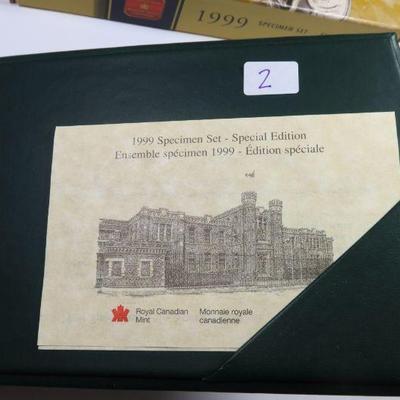 1999 SPECIMEN SET
2
1999 Specimen Set - Special Edition
Ensemble spécimen 1999 - Édition spéciale
Royal Canadian Mint
Monnaie royale canadienne